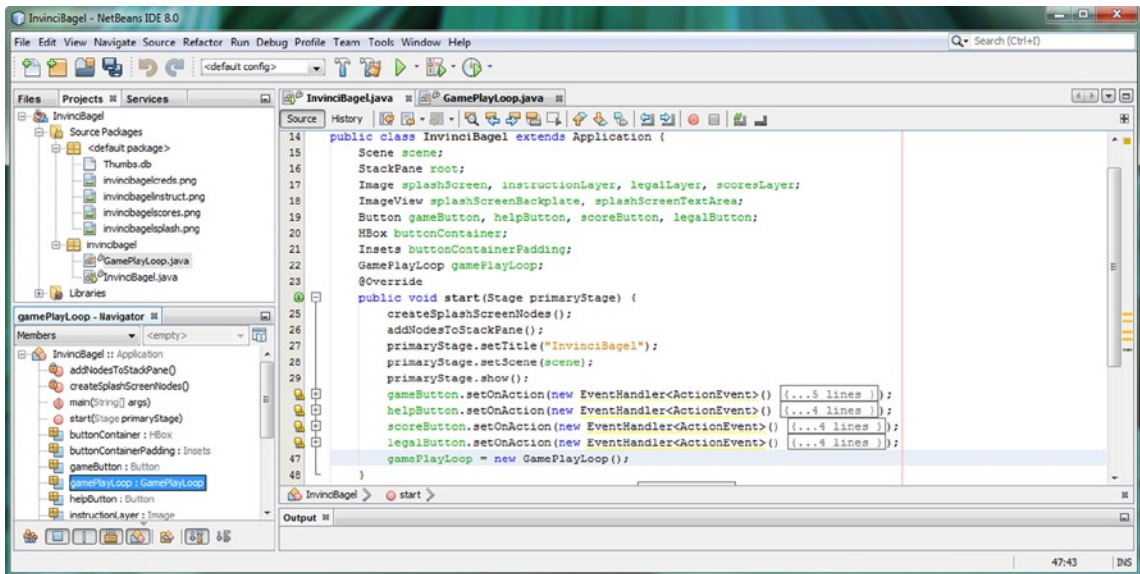 InvinciBagel - NetBeans IDE 8.0
File Edit View Navigate Source Refactor Run Debug Profile Team Tools Window Help
Search (Ctrl+I)
<default config>
Files Projects Services
InvinciBagel.java GamePlayLoop.java
InvinciBagel
Source Packages
<default package>
Thumbs.db
invincibagelcreds.png
invincibagelinstruct.png
invincibagelscores.png
invincibagelsplash.png
invincibagel
GamePlayLoop.java
InvinciBagel.java
Libraries
gamePlayLoop - Navigator
Members <empty>
InvinciBagel :: Application
addNodesToStackPane()
createSplashScreenNodes()
main(String[] args)
start(Stage primaryStage)
buttonContainer : HBox
buttonContainerPadding : Insets
gameButton : Button
gamePlayLoop : GamePlayLoop
helpButton : Button
instructionLayer : Image
Source History
14 public class InvinciBagel extends Application {
15 Scene scene;
16 StackPane root;
17 Image splashScreen, instructionLayer, legalLayer, scoresLayer;
18 ImageView splashScreenBackplate, splashScreenTextArea;
19 Button gameButton, helpButton, scoreButton, legalButton;
20 HBox buttonContainer;
21 Insets buttonContainerPadding;
22 GamePlayLoop gamePlayLoop;
23 @Override
public void start(Stage primaryStage) {
25 createSplashScreenNodes();
26 addNodesToStackPane();
27 primaryStage.setTitle("InvinciBagel");
28 primaryStage.setScene(scene);
29 primaryStage.show();
gameButton.setOnAction(new EventHandler<ActionEvent>() {...5 lines });
helpButton.setOnAction(new EventHandler<ActionEvent>() {...4 lines });
scoreButton.setOnAction(new EventHandler<ActionEvent>() {...4 lines });
legalButton.setOnAction(new EventHandler<ActionEvent>() {...4 lines });
47 gamePlayLoop = new GamePlayLoop();
48 }
InvinciBagel start
Output
47:43 INS